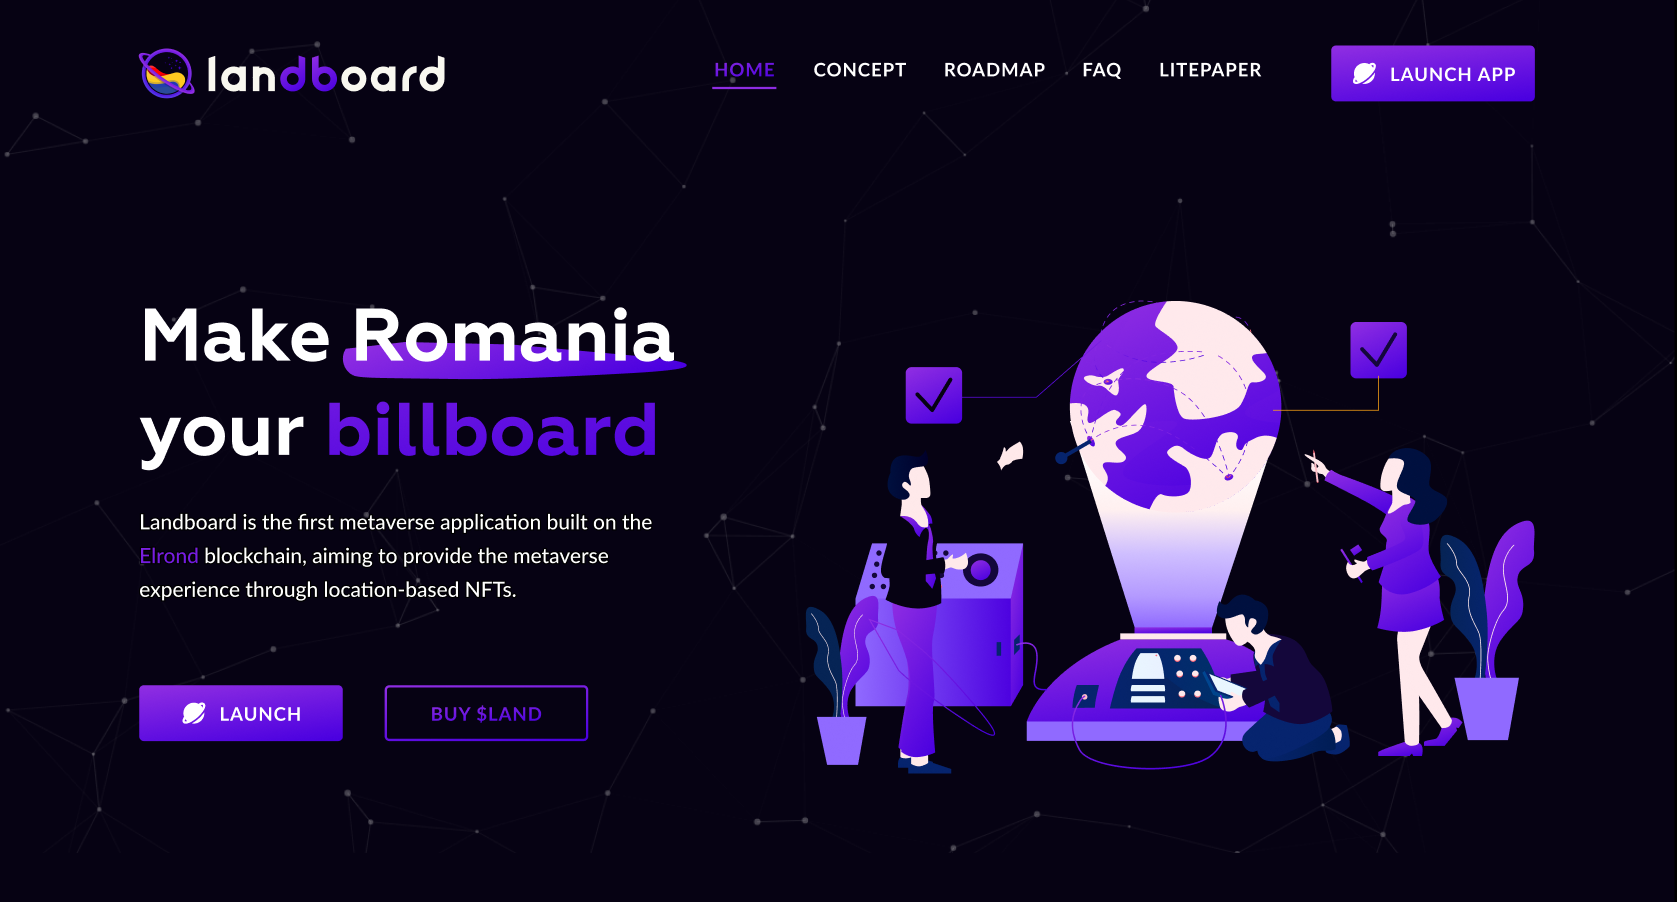 landboard
HOME CONCEPT ROADMAP FAQ LITEPAPER LAUNCH APP
Make Romania
your billboard
Landboard is the first metaverse application built on the
Elrond blockchain, aiming to provide the metaverse
experience through location-based NFTs.
LAUNCH BUY $LAND